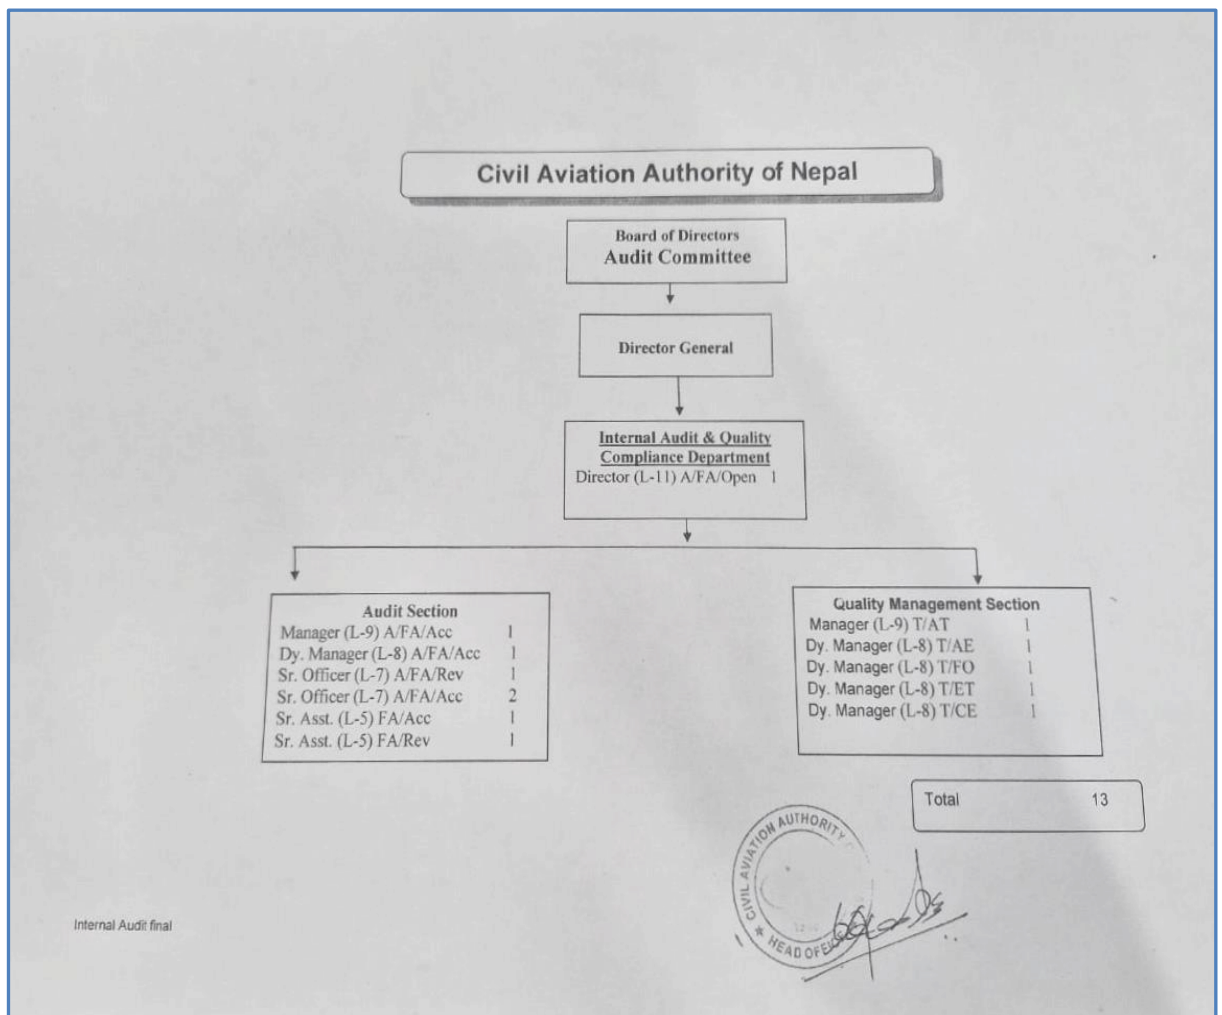 Civil Aviation Authority of Nepal
Board of Directors
Audit Committee
Director General
Internal Audit & Quality
Compliance Department
Director (L-11) A/FA/Open 1
Audit Section
Manager (L-9) A/FA/Acc 1
Dy. Manager (L-8) A/FA/Acc 1
Sr. Officer (L-7) A/FA/Rev 1
Sr. Officer (L-7) A/FA/Acc 2
Sr. Asst. (L-5) FA/Acc 1
Sr. Asst. (L-5) FA/Rev 1
Quality Management Section
Manager (L-9) T/AT 1
Dy. Manager (L-8) T/AE 1
Dy. Manager (L-8) T/FO 1
Dy. Manager (L-8) T/ET 1
Dy. Manager (L-8) T/CE 1
Total 13
CIVIL AVIATION AUTHORITY
HEAD OFFICE
Internal Audit final